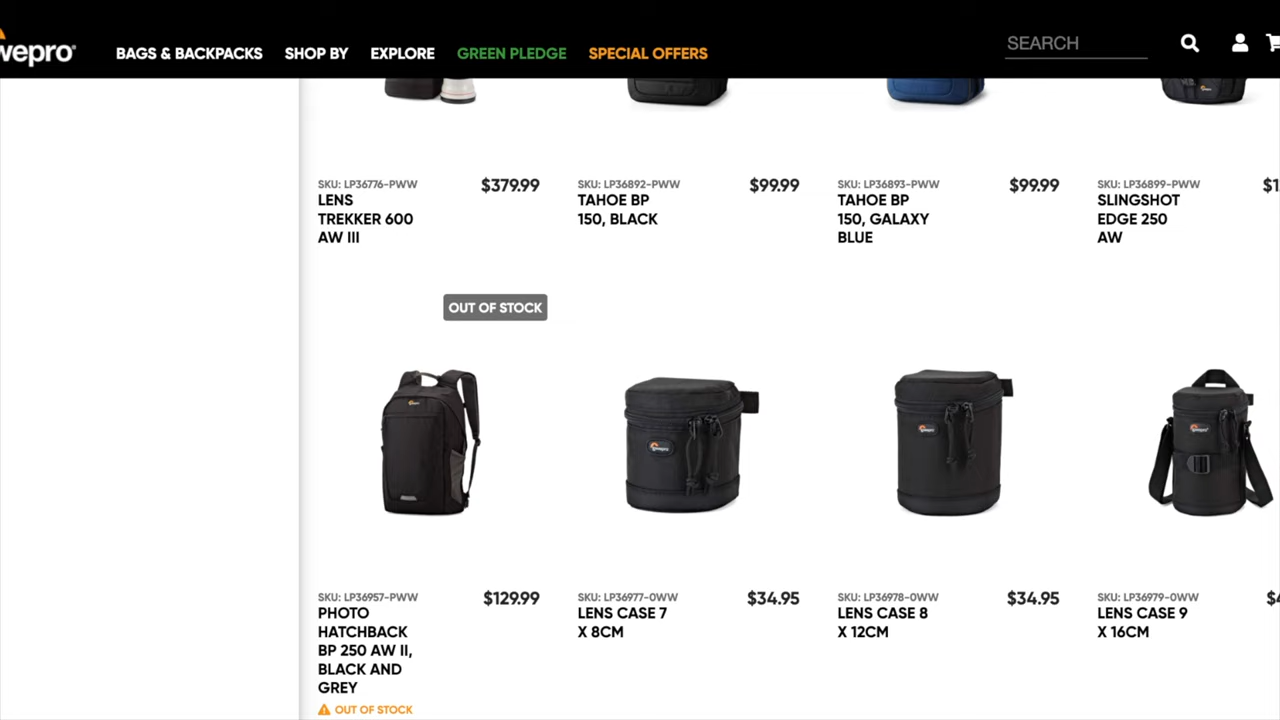 wepro
BAGS & BACKPACKS SHOP BY EXPLORE GREEN PLEDGE SPECIAL OFFERS SEARCH
SKU: LP36776-PWW $379.99
LENS
TREKKER 600
AW III
SKU: LP36892-PWW $99.99
TAHOE BP
150, BLACK
SKU: LP36893-PWW $99.99
TAHOE BP
150, GALAXY
BLUE
SKU: LP36899-PWW $1
SLINGSHOT
EDGE 250
AW
OUT OF STOCK
SKU: LP36957-PWW $129.99
PHOTO
HATCHBACK
BP 250 AW II,
BLACK AND
GREY
OUT OF STOCK
SKU: LP36977-0WW $34.95
LENS CASE 7
X 8CM
SKU: LP36978-0WW $34.95
LENS CASE 8
X 12CM
SKU: LP36979-0WW $4
LENS CASE 9
X 16CM